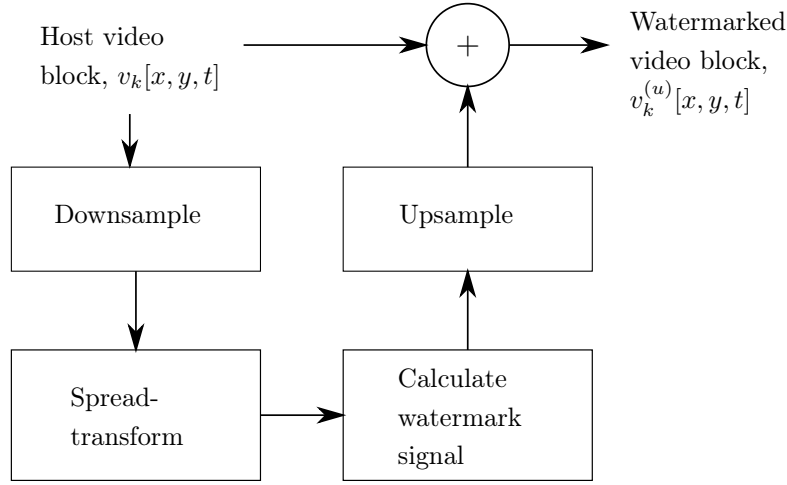 Host video
block, $v_k[x, y, t]$
+
Watermarked
video block,
$v_k^{(u)}[x, y, t]$
Downsample
Upsample
Spread-
transform
Calculate
watermark
signal